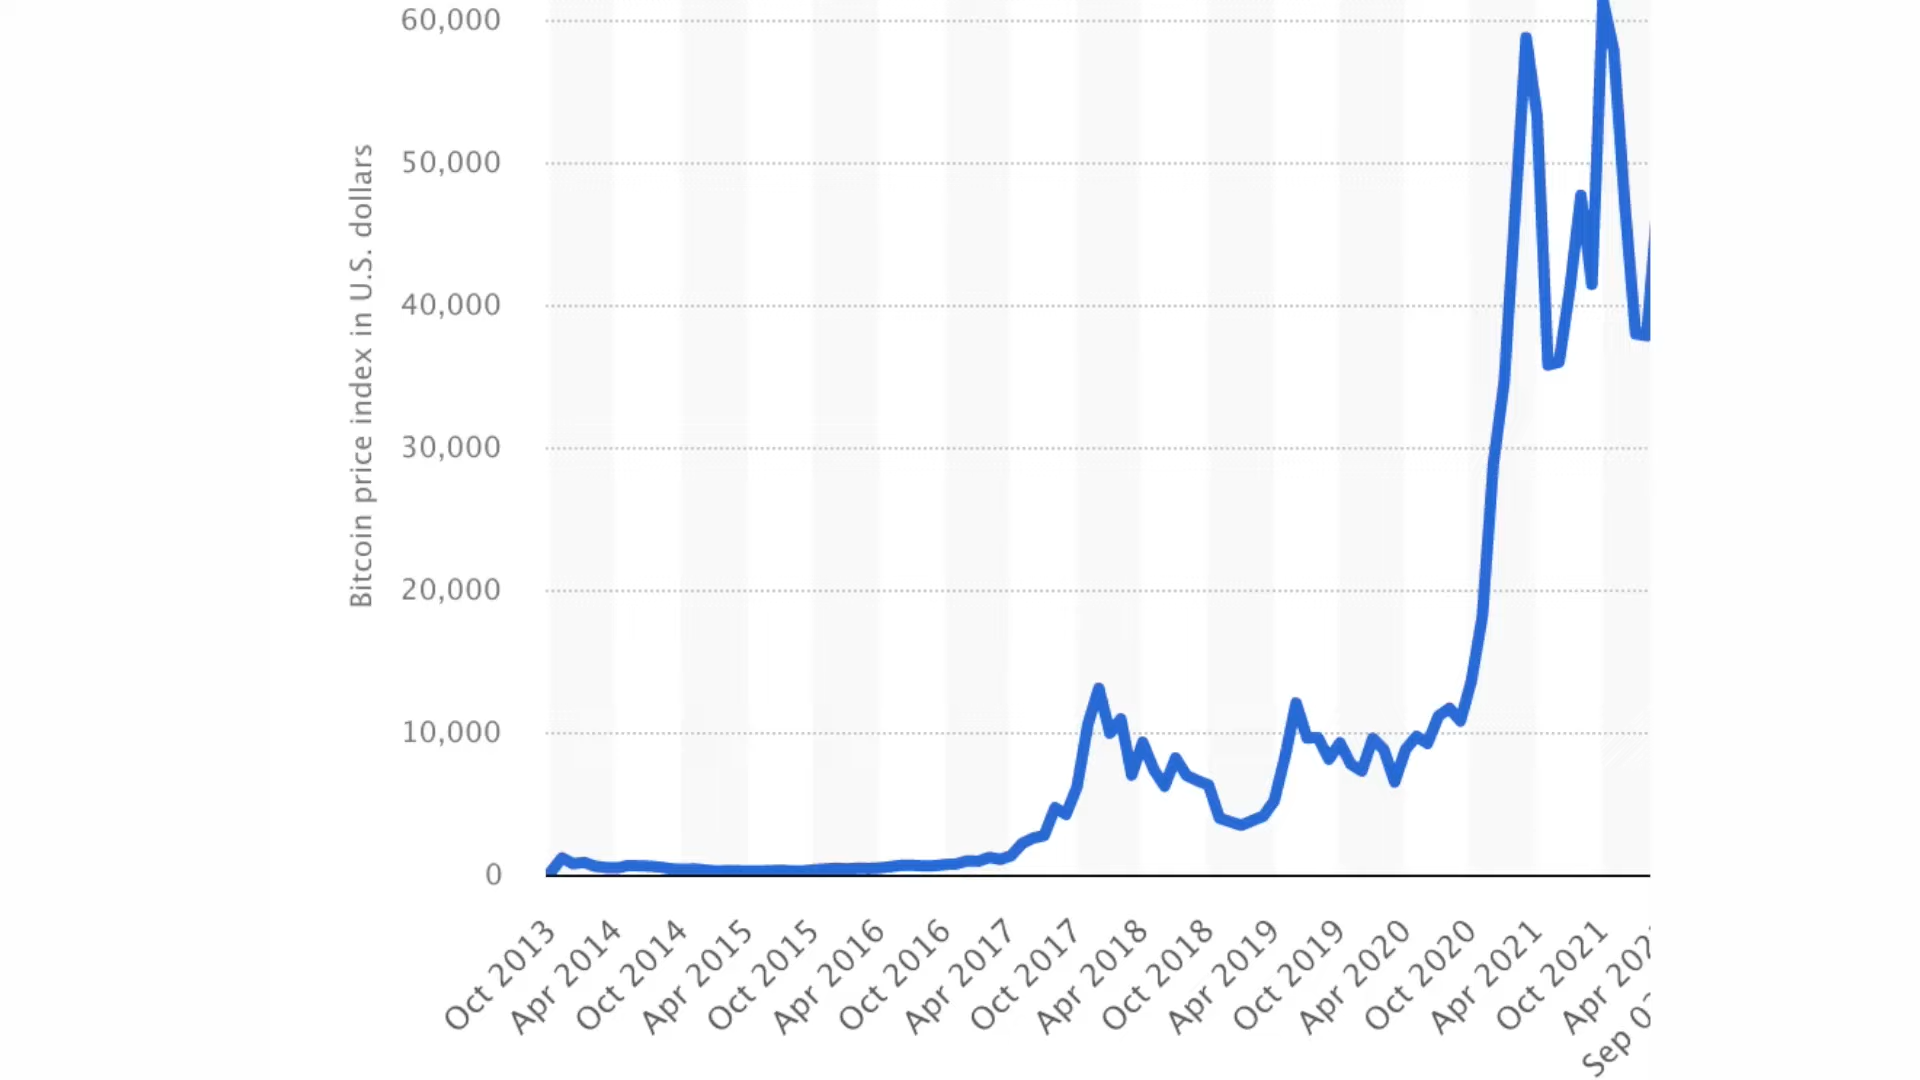 60,000
50,000
40,000
30,000
20,000
10,000
0
Bitcoin price index in U.S. dollars
Oct 2013
Apr 2014
Oct 2014
Apr 2015
Oct 2015
Apr 2016
Oct 2016
Apr 2017
Oct 2017
Apr 2018
Oct 2018
Apr 2019
Oct 2019
Apr 2020
Oct 2020
Apr 2021
Oct 2021
Apr
Sep